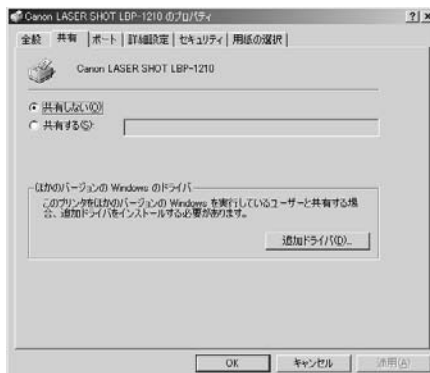 Canon LASER SHOT LBP-1210 のプロパティ
全般 共有 ポート 詳細設定 セキュリティ 用紙の選択
Canon LASER SHOT LBP-1210
共有しない(O)
共有する(S):
ほかのバージョンの Windows のドライバ
このプリンタをほかのバージョンの Windows を実行しているユーザーと共有する場
合、追加ドライバをインストールする必要があります。
追加ドライバ(D)...
OK キャンセル 適用(A)